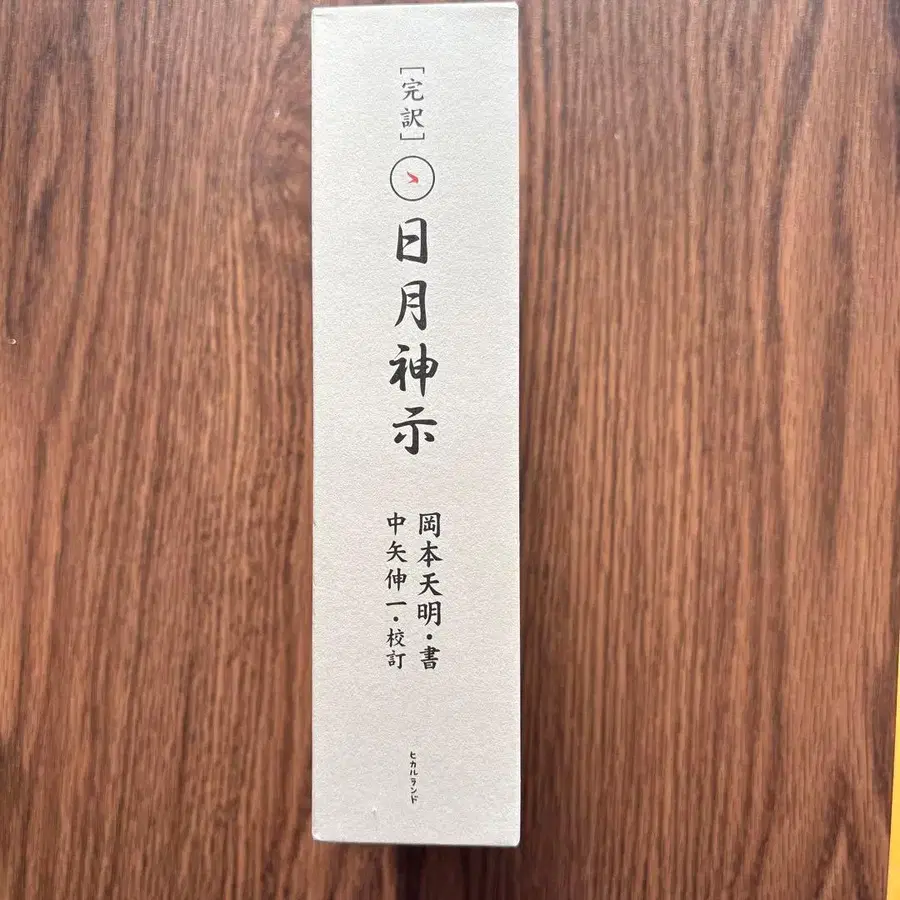 ［完訳］
日月神示
岡本天明・書
中矢伸一・校訂
ヒカルランド